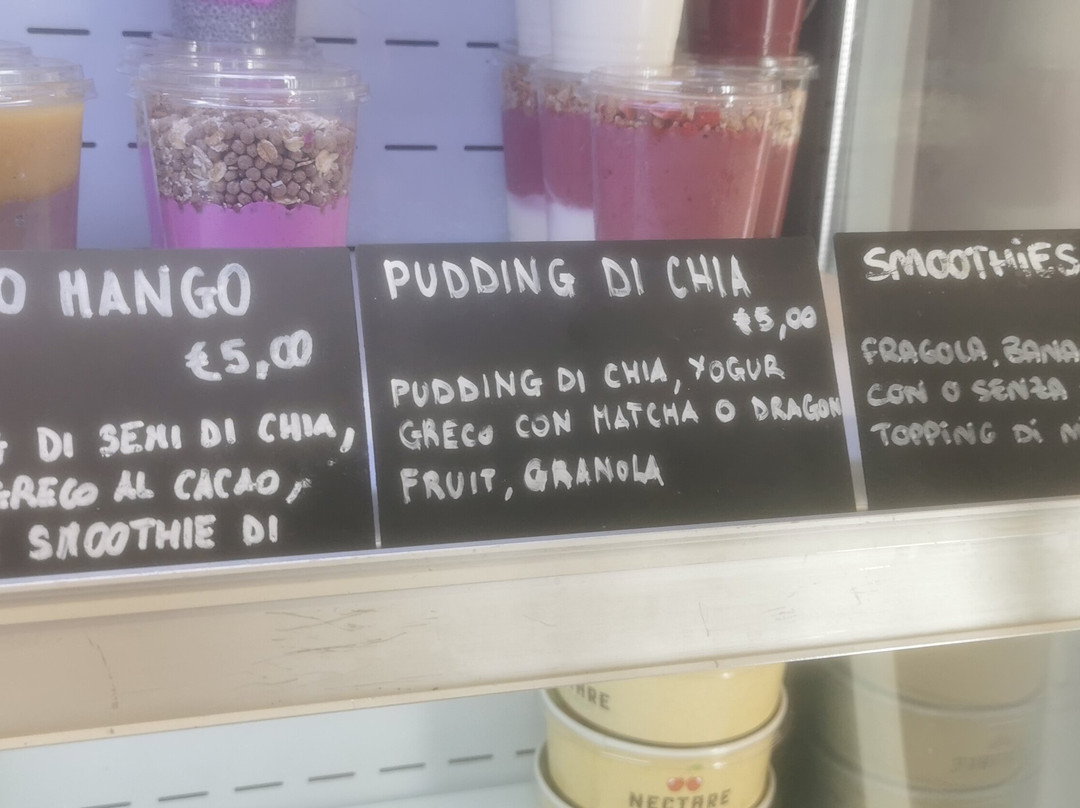 O MANGO
€5,00
DI SEMI DI CHIA,
GRECO AL CACAO,
SMOOTHIE DI
PUDDING DI CHIA
€5,00
PUDDING DI CHIA, YOGUR
GRECO CON MATCHA O DRAGON
FRUIT, GRANOLA
SMOOTHIES
FRAGOLA, BANA
CON O SENZA
TOPPING DI M
NECTARE